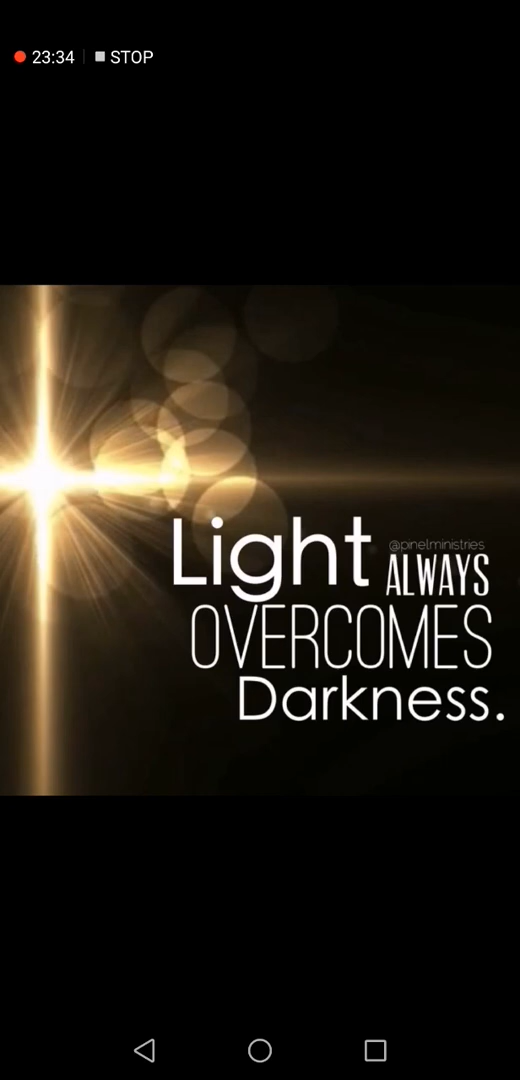 23:34 STOP
Light
@pinelministries
ALWAYS
OVERCOMES
Darkness.